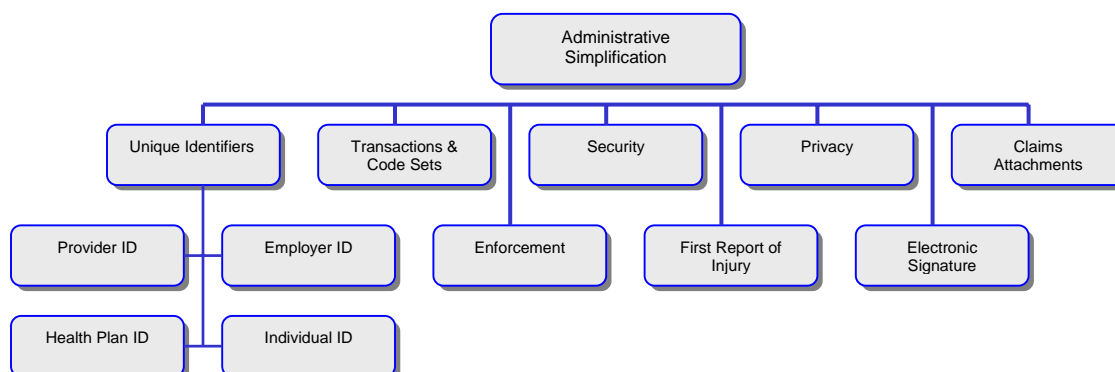 Administrative
Simplification
Unique Identifiers
Transactions &
Code Sets
Security
Privacy
Claims
Attachments
Provider ID
Employer ID
Enforcement
First Report of
Injury
Electronic
Signature
Health Plan ID
Individual ID